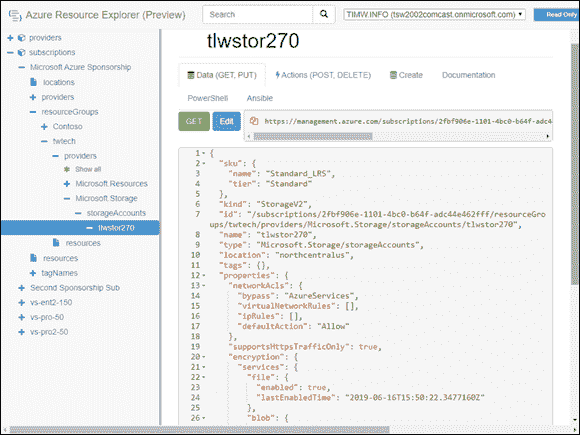 Azure Resource Explorer (Preview)
Search
TIMW.INFO (tsw2002comcast.onmicrosoft.com)
Read Only
providers
subscriptions
Microsoft Azure Sponsorship
locations
providers
resourceGroups
Contoso
twtech
providers
Show all
Microsoft.Resources
Microsoft.Storage
storageAccounts
tlwstor270
resources
resources
tagNames
Second Sponsorship Sub
vs-ent2-150
vs-pro-50
vs-pro2-50
tlwstor270
Data (GET, PUT)
Actions (POST, DELETE)
Create
Documentation
PowerShell
Ansible
GET
Edit
https://management.azure.com/subscriptions/2fbf906e-1101-4bc0-b64f-adc4
1 {
2 "sku": {
3 "name": "Standard_LRS",
4 "tier": "Standard"
5 },
6 "kind": "StorageV2",
7 "id": "/subscriptions/2fbf906e-1101-4bc0-b64f-adc44e462fff/resourceGro
ups/twtech/providers/Microsoft.Storage/storageAccounts/tlwstor270",
8 "name": "tlwstor270",
9 "type": "Microsoft.Storage/storageAccounts",
10 "location": "northcentralus",
11 "tags": {},
12 "properties": {
13 "networkAcls": {
14 "bypass": "AzureServices",
15 "virtualNetworkRules": [],
16 "ipRules": [],
17 "defaultAction": "Allow"
18 },
19 "supportsHttpsTrafficOnly": true,
20 "encryption": {
21 "services": {
22 "file": {
23 "enabled": true,
24 "lastEnabledTime": "2019-06-16T15:50:22.3477160Z"
25 },
26 "blob": {